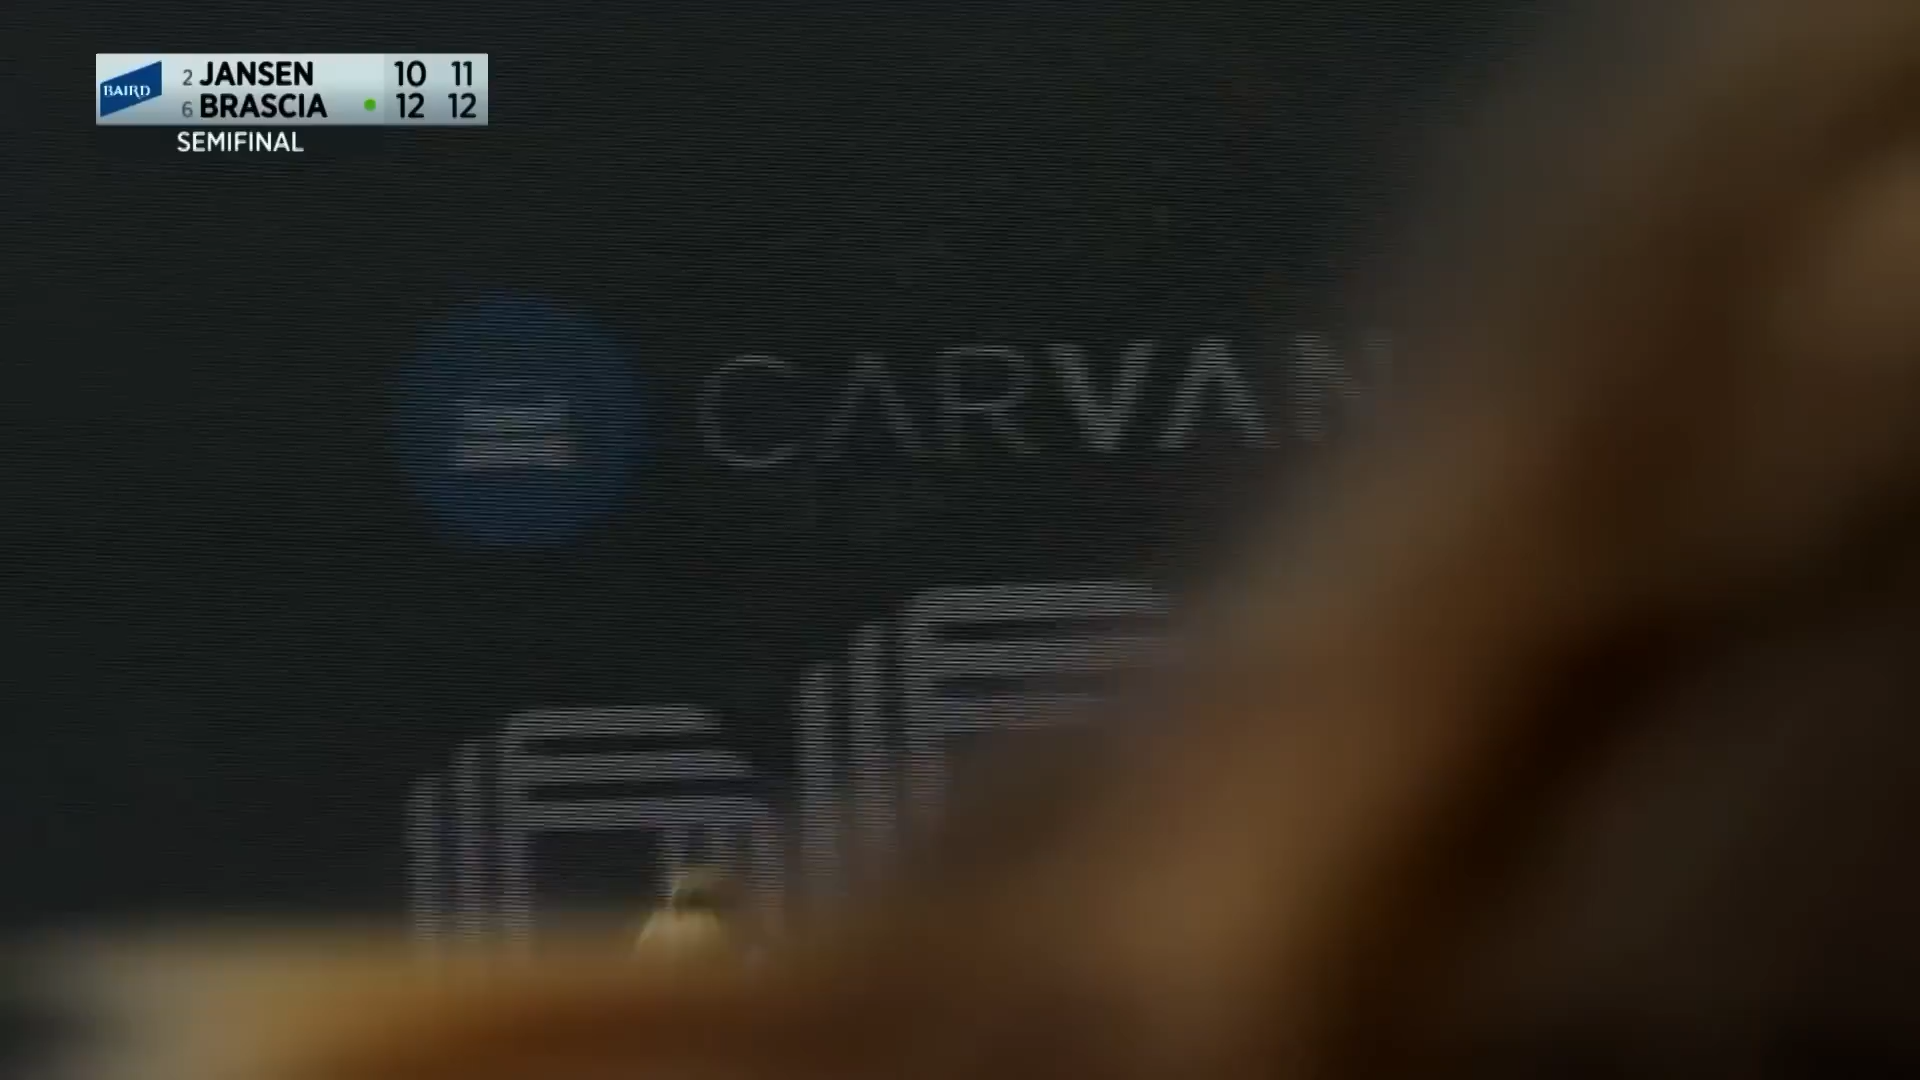 BAIRD
2 JANSEN 10 11
6 BRASCIA 12 12
SEMIFINAL
CARVAN